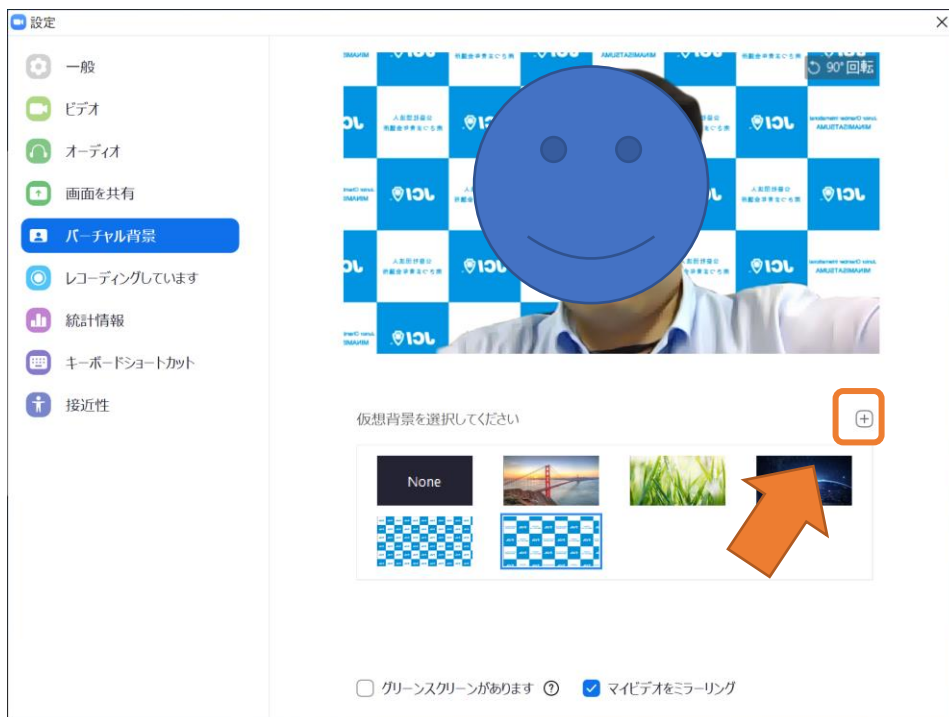 設定
一般
ビデオ
オーディオ
画面を共有
バーチャル背景
レコーディングしています
統計情報
キーボードショートカット
接近性
90° 回転
JCI
仮想背景を選択してください
None
グリーンスクリーンがあります
マイビデオをミラーリング